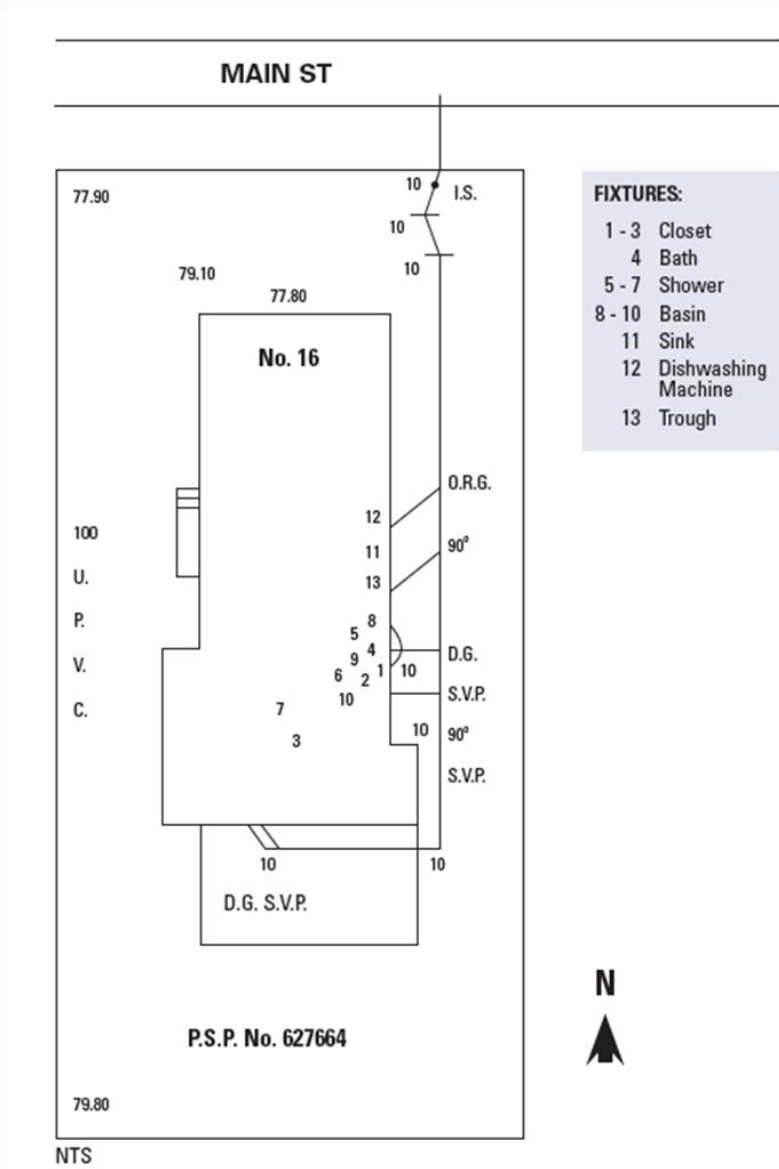 MAIN ST
77.90
10
I.S.
10
10
79.10
77.80
No. 16
FIXTURES:
1 - 3 Closet
4 Bath
5 - 7 Shower
8 - 10 Basin
11 Sink
12 Dishwashing
Machine
13 Trough
O.R.G.
12
100
11
90º
13
U.
P.
8
5
4
V.
9
D.G.
6
2
1
10
10
S.V.P.
C.
7
3
10
90º
S.V.P.
10
10
D.G. S.V.P.
N
P.S.P. No. 627664
79.80
NTS